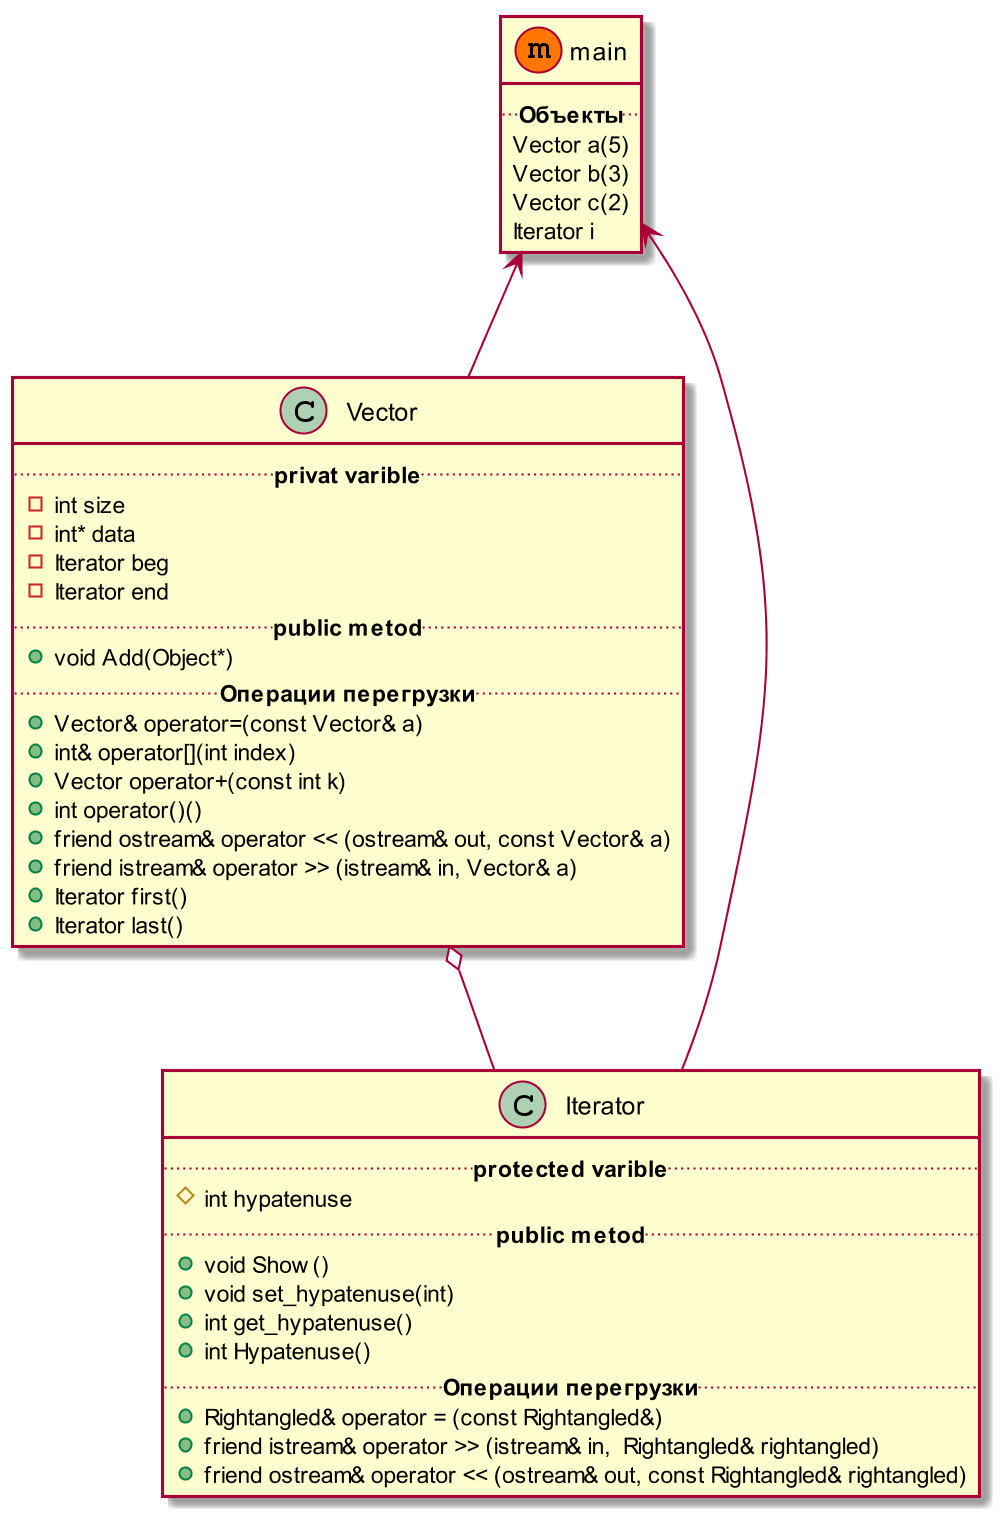 m main
Объекты
Vector a(5)
Vector b(3)
Vector c(2)
Iterator i
C Vector
privat varible
int size
int* data
Iterator beg
Iterator end
public metod
void Add(Object*)
Операции перегрузки
Vector& operator=(const Vector& a)
int& operator[](int index)
Vector operator+(const int k)
int operator()()
friend ostream& operator << (ostream& out, const Vector& a)
friend istream& operator >> (istream& in, Vector& a)
Iterator first()
Iterator last()
C Iterator
protected varible
int hypatenuse
public metod
void Show ()
void set_hypatenuse(int)
int get_hypatenuse()
int Hypatenuse()
Операции перегрузки
Rightangled& operator = (const Rightangled&)
friend istream& operator >> (istream& in,  Rightangled& rightangled)
friend ostream& operator << (ostream& out, const Rightangled& rightangled)